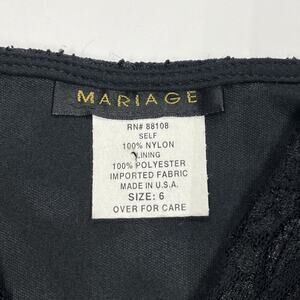 MARIAGE
RN# 88108
SELF
100% NYLON
LINING
100% POLYESTER
IMPORTED FABRIC
MADE IN U.S.A.
SIZE: 6
OVER FOR CARE